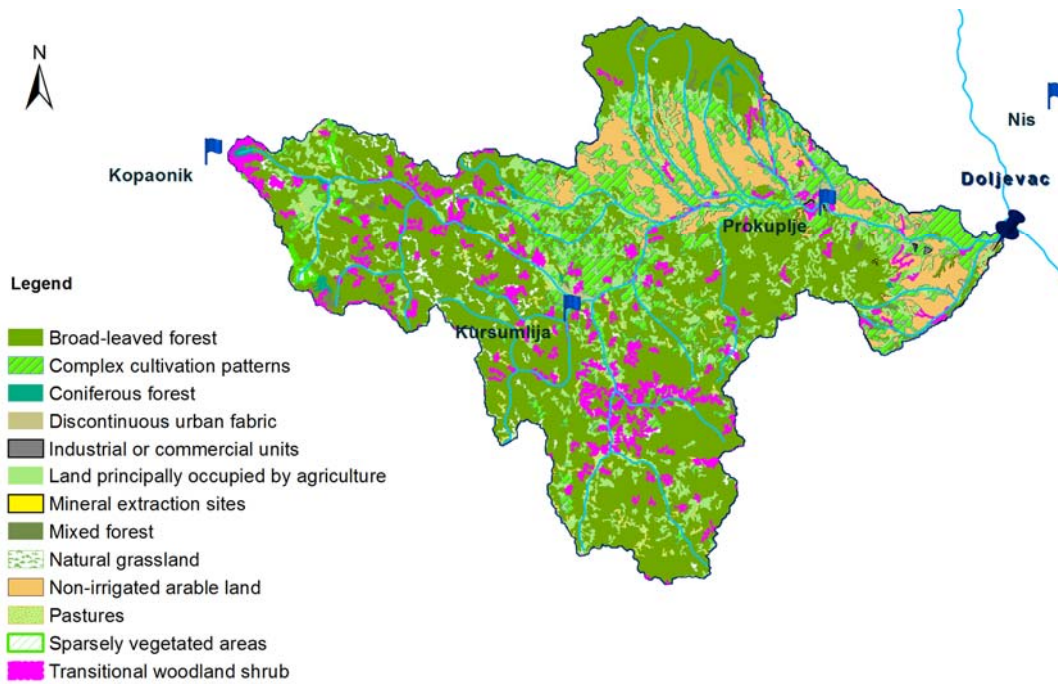 N
Kopaonik
Nis
Doljevac
Prokuplje
Kursumlija
Legend
Broad-leaved forest
Complex cultivation patterns
Coniferous forest
Discontinuous urban fabric
Industrial or commercial units
Land principally occupied by agriculture
Mineral extraction sites
Mixed forest
Natural grassland
Non-irrigated arable land
Pastures
Sparsely vegetated areas
Transitional woodland shrub